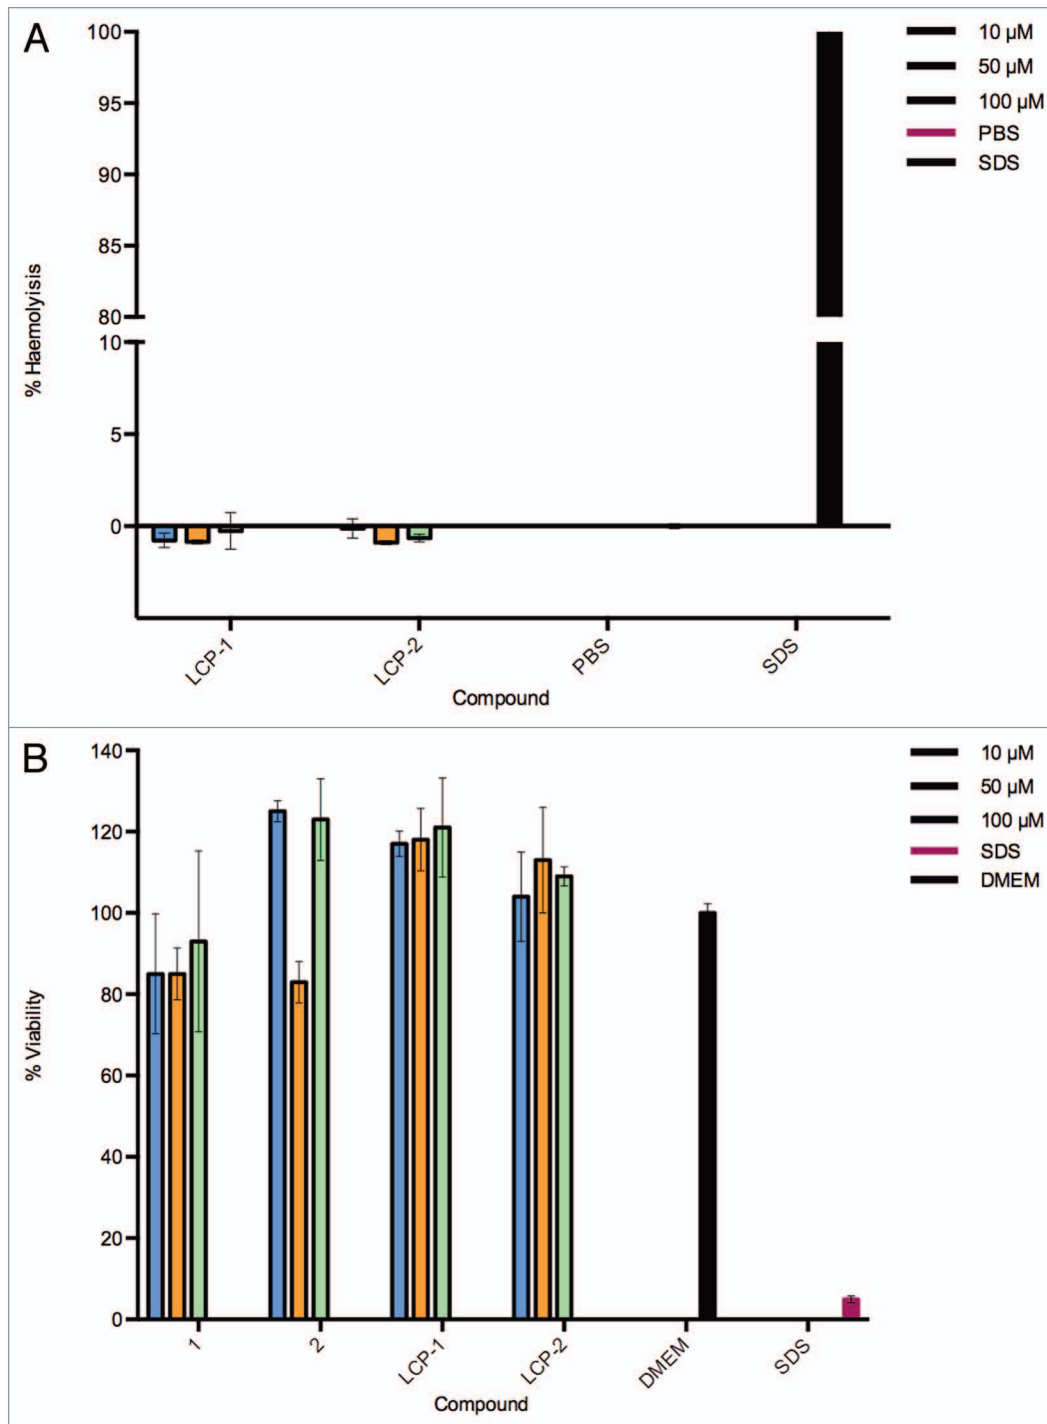 A
100
95
90
85
80
10
5
0
% Haemolyisis
LCP-1
LCP-2
PBS
SDS
Compound
10 µM
50 µM
100 µM
PBS
SDS
B
140
120
100
80
60
40
20
0
% Viability
1
2
LCP-1
LCP-2
DMEM
SDS
Compound
10 µM
50 µM
100 µM
SDS
DMEM